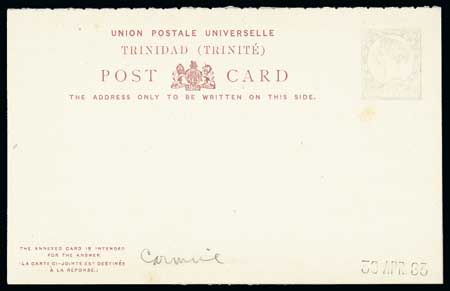 UNION POSTALE UNIVERSELLE
TRINIDAD (TRINITÉ)
POST CARD
THE ADDRESS ONLY TO BE WRITTEN ON THIS SIDE.
THE ANNEXED CARD IS INTENDED
FOR THE ANSWER.
(LA CARTE CI-JOINTE EST DESTINÉE
À LA RÉPONSE.)
30 APR. 83